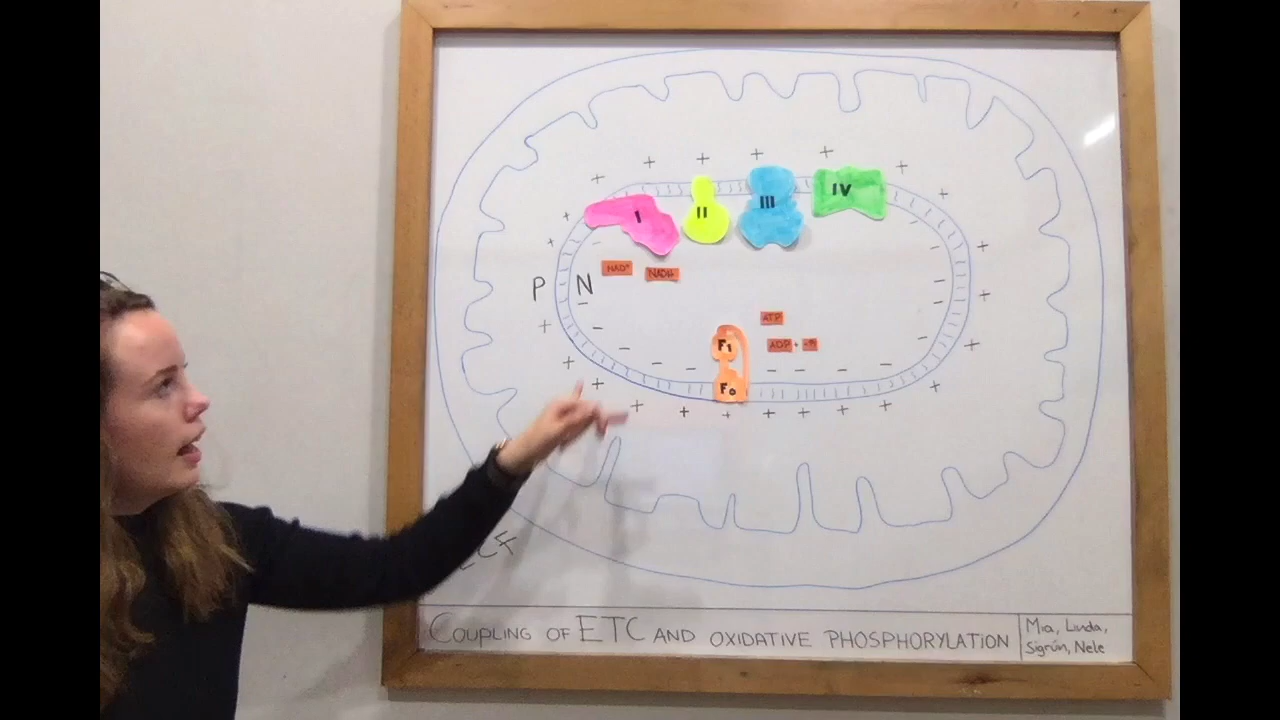 I
II
III
IV
NAD⁺
NADH
P N
ATP
F₁
ADP + Pi
F₀
COUPLING OF ETC AND OXIDATIVE PHOSPHORYLATION
Mia, Linda,
Sigrún, Nele